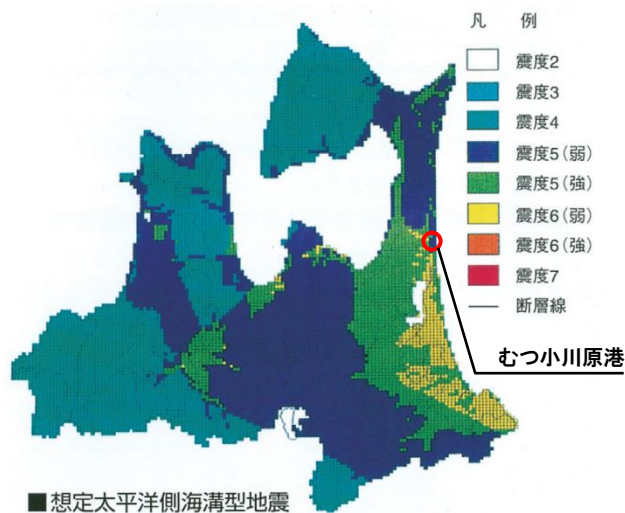 凡 例
震度2
震度3
震度4
震度5(弱)
震度5(強)
震度6(弱)
震度6(強)
震度7
断層線
むつ小川原港
■想定太平洋側海溝型地震